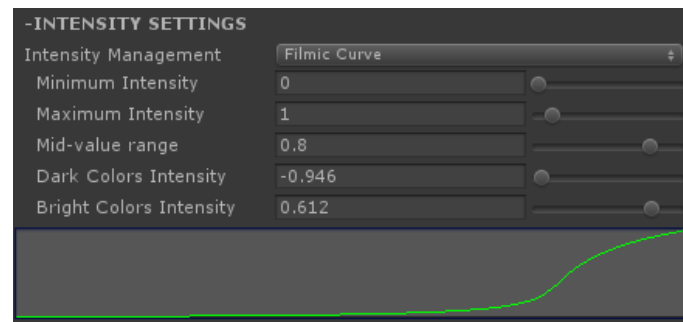 -INTENSITY SETTINGS
Intensity Management Filmic Curve
Minimum Intensity 0
Maximum Intensity 1
Mid-value range 0.8
Dark Colors Intensity -0.946
Bright Colors Intensity 0.612